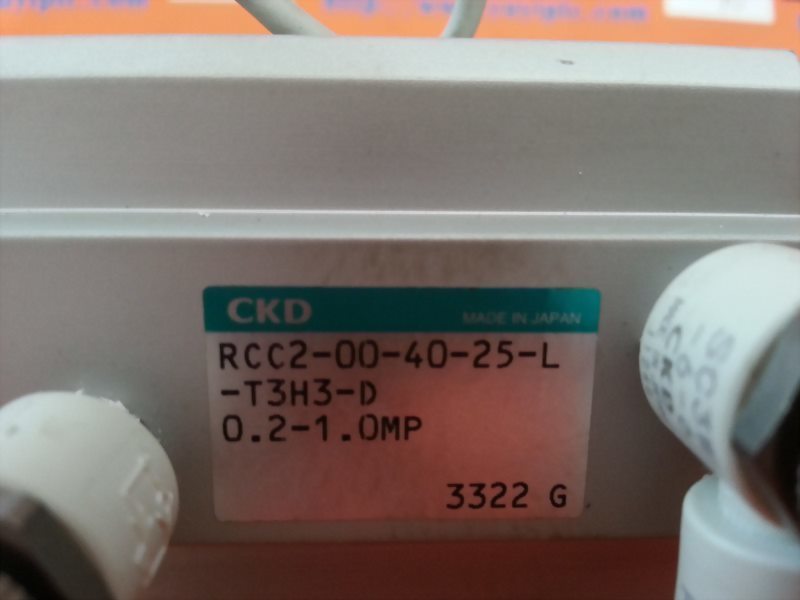 CKD
MADE IN JAPAN
RCC2-00-40-25-L
-T3H3-D
0.2-1.0MP
3322 G